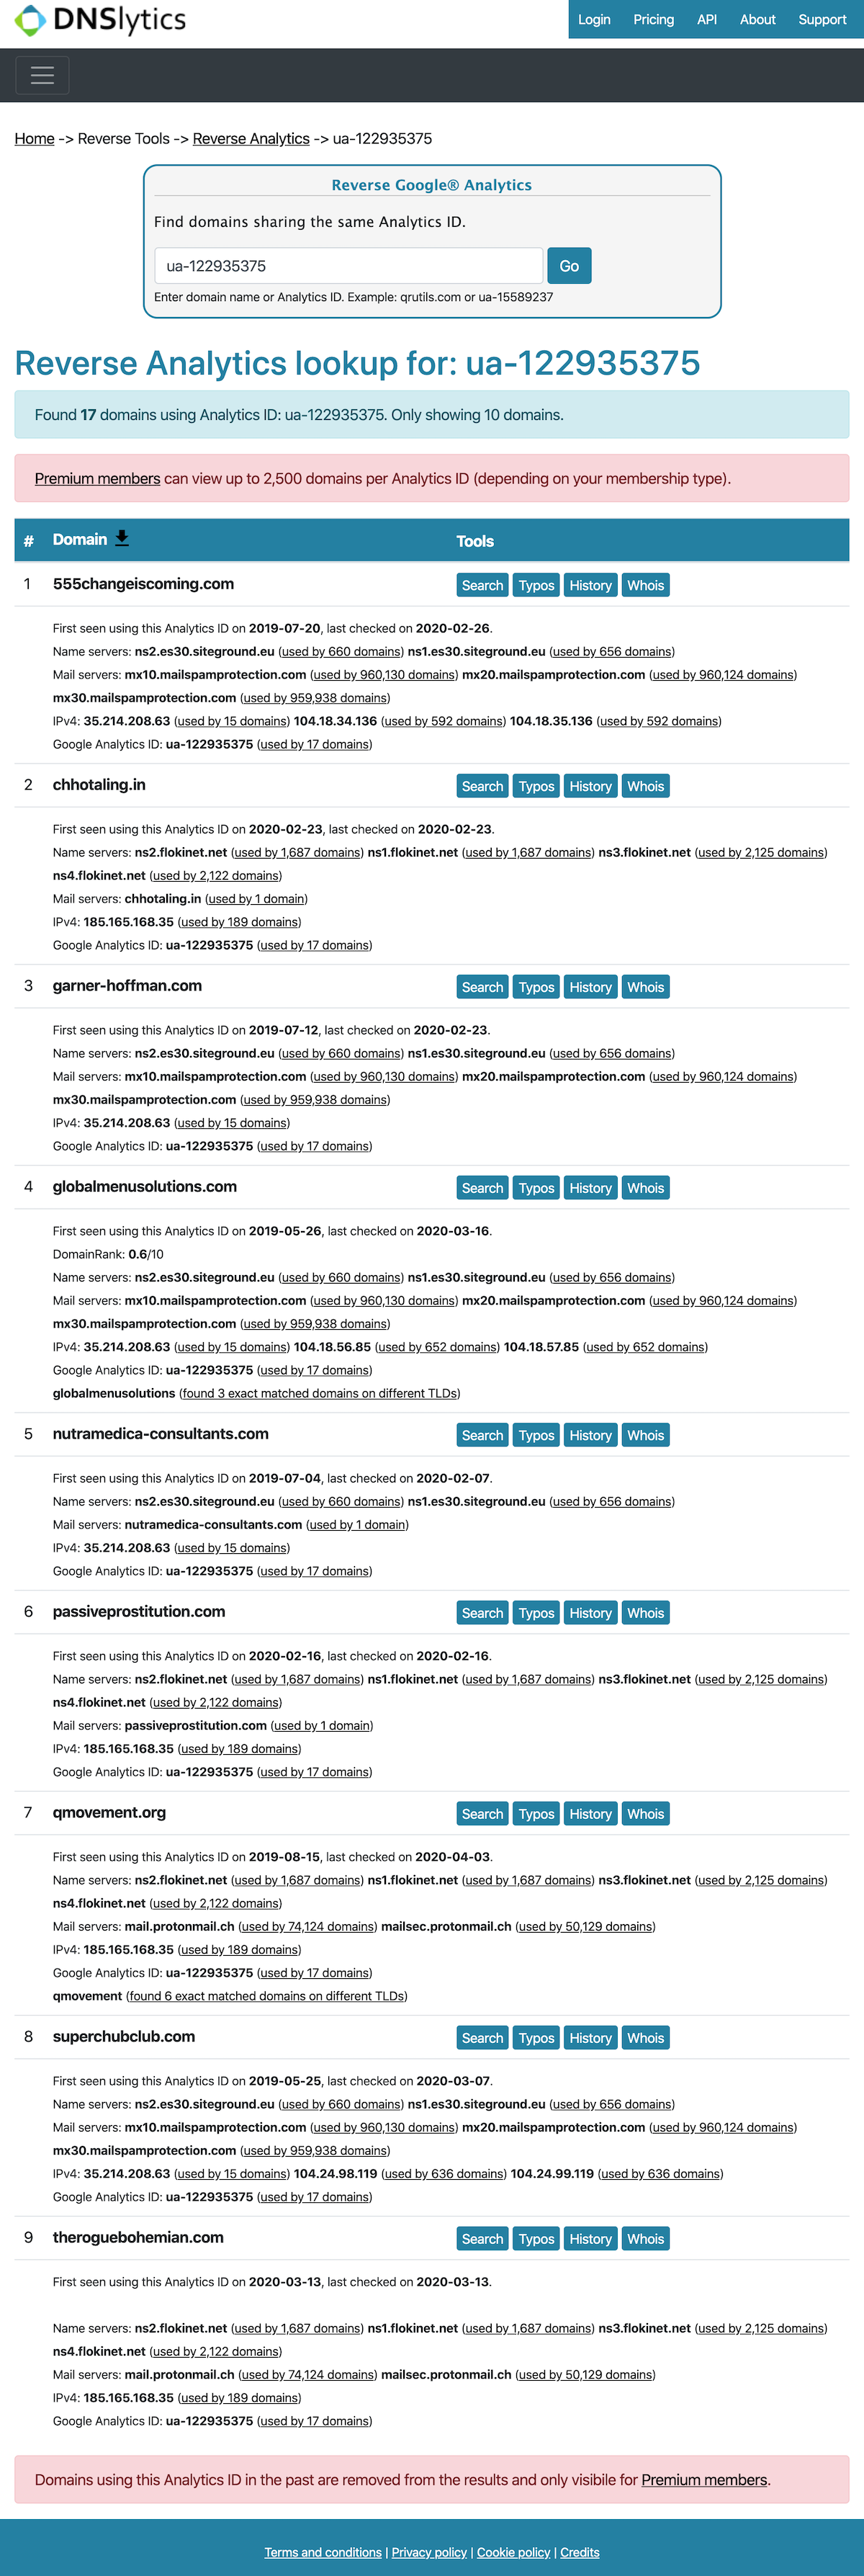 DNSlytics
Login Pricing API About Support
Home -> Reverse Tools -> Reverse Analytics -> ua-122935375
Reverse Google® Analytics
Find domains sharing the same Analytics ID.
ua-122935375 Go
Enter domain name or Analytics ID. Example: qrutils.com or ua-15589237
Reverse Analytics lookup for: ua-122935375
Found 17 domains using Analytics ID: ua-122935375. Only showing 10 domains.
Premium members can view up to 2,500 domains per Analytics ID (depending on your membership type).
# Domain Tools
1 555changeiscoming.com Search Typos History Whois
First seen using this Analytics ID on 2019-07-20, last checked on 2020-02-26.
Name servers: ns2.es30.siteground.eu (used by 660 domains) ns1.es30.siteground.eu (used by 656 domains)
Mail servers: mx10.mailspamprotection.com (used by 960,130 domains) mx20.mailspamprotection.com (used by 960,124 domains)
mx30.mailspamprotection.com (used by 959,938 domains)
IPv4: 35.214.208.63 (used by 15 domains) 104.18.34.136 (used by 592 domains) 104.18.35.136 (used by 592 domains)
Google Analytics ID: ua-122935375 (used by 17 domains)
2 chhotaling.in Search Typos History Whois
First seen using this Analytics ID on 2020-02-23, last checked on 2020-02-23.
Name servers: ns2.flokinet.net (used by 1,687 domains) ns1.flokinet.net (used by 1,687 domains) ns3.flokinet.net (used by 2,125 domains)
ns4.flokinet.net (used by 2,122 domains)
Mail servers: chhotaling.in (used by 1 domain)
IPv4: 185.165.168.35 (used by 189 domains)
Google Analytics ID: ua-122935375 (used by 17 domains)
3 garner-hoffman.com Search Typos History Whois
First seen using this Analytics ID on 2019-07-12, last checked on 2020-02-23.
Name servers: ns2.es30.siteground.eu (used by 660 domains) ns1.es30.siteground.eu (used by 656 domains)
Mail servers: mx10.mailspamprotection.com (used by 960,130 domains) mx20.mailspamprotection.com (used by 960,124 domains)
mx30.mailspamprotection.com (used by 959,938 domains)
IPv4: 35.214.208.63 (used by 15 domains)
Google Analytics ID: ua-122935375 (used by 17 domains)
4 globalmenusolutions.com Search Typos History Whois
First seen using this Analytics ID on 2019-05-26, last checked on 2020-03-16.
DomainRank: 0.6/10
Name servers: ns2.es30.siteground.eu (used by 660 domains) ns1.es30.siteground.eu (used by 656 domains)
Mail servers: mx10.mailspamprotection.com (used by 960,130 domains) mx20.mailspamprotection.com (used by 960,124 domains)
mx30.mailspamprotection.com (used by 959,938 domains)
IPv4: 35.214.208.63 (used by 15 domains) 104.18.56.85 (used by 652 domains) 104.18.57.85 (used by 652 domains)
Google Analytics ID: ua-122935375 (used by 17 domains)
globalmenusolutions (found 3 exact matched domains on different TLDs)
5 nutramedica-consultants.com Search Typos History Whois
First seen using this Analytics ID on 2019-07-04, last checked on 2020-02-07.
Name servers: ns2.es30.siteground.eu (used by 660 domains) ns1.es30.siteground.eu (used by 656 domains)
Mail servers: nutramedica-consultants.com (used by 1 domain)
IPv4: 35.214.208.63 (used by 15 domains)
Google Analytics ID: ua-122935375 (used by 17 domains)
6 passiveprostitution.com Search Typos History Whois
First seen using this Analytics ID on 2020-02-16, last checked on 2020-02-16.
Name servers: ns2.flokinet.net (used by 1,687 domains) ns1.flokinet.net (used by 1,687 domains) ns3.flokinet.net (used by 2,125 domains)
ns4.flokinet.net (used by 2,122 domains)
Mail servers: passiveprostitution.com (used by 1 domain)
IPv4: 185.165.168.35 (used by 189 domains)
Google Analytics ID: ua-122935375 (used by 17 domains)
7 qmovement.org Search Typos History Whois
First seen using this Analytics ID on 2019-08-15, last checked on 2020-04-03.
Name servers: ns2.flokinet.net (used by 1,687 domains) ns1.flokinet.net (used by 1,687 domains) ns3.flokinet.net (used by 2,125 domains)
ns4.flokinet.net (used by 2,122 domains)
Mail servers: mail.protonmail.ch (used by 74,124 domains) mailsec.protonmail.ch (used by 50,129 domains)
IPv4: 185.165.168.35 (used by 189 domains)
Google Analytics ID: ua-122935375 (used by 17 domains)
qmovement (found 6 exact matched domains on different TLDs)
8 superchubclub.com Search Typos History Whois
First seen using this Analytics ID on 2019-05-25, last checked on 2020-03-07.
Name servers: ns2.es30.siteground.eu (used by 660 domains) ns1.es30.siteground.eu (used by 656 domains)
Mail servers: mx10.mailspamprotection.com (used by 960,130 domains) mx20.mailspamprotection.com (used by 960,124 domains)
mx30.mailspamprotection.com (used by 959,938 domains)
IPv4: 35.214.208.63 (used by 15 domains) 104.24.98.119 (used by 636 domains) 104.24.99.119 (used by 636 domains)
Google Analytics ID: ua-122935375 (used by 17 domains)
9 theroguebohemian.com Search Typos History Whois
First seen using this Analytics ID on 2020-03-13, last checked on 2020-03-13.
Name servers: ns2.flokinet.net (used by 1,687 domains) ns1.flokinet.net (used by 1,687 domains) ns3.flokinet.net (used by 2,125 domains)
ns4.flokinet.net (used by 2,122 domains)
Mail servers: mail.protonmail.ch (used by 74,124 domains) mailsec.protonmail.ch (used by 50,129 domains)
IPv4: 185.165.168.35 (used by 189 domains)
Google Analytics ID: ua-122935375 (used by 17 domains)
Domains using this Analytics ID in the past are removed from the results and only visibile for Premium members.
Terms and conditions | Privacy policy | Cookie policy | Credits